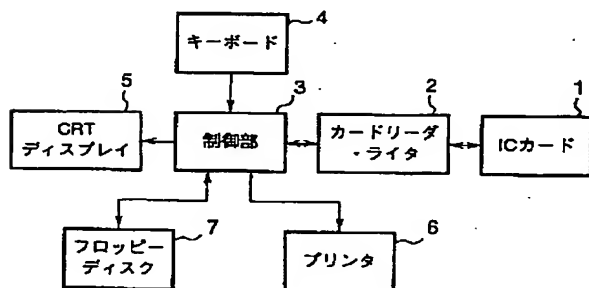 4
キーボード
5
CRT
ディスプレイ
3
制御部
2
カードリーダ
・ライタ
1
ICカード
7
フロッピー
ディスク
6
プリンタ